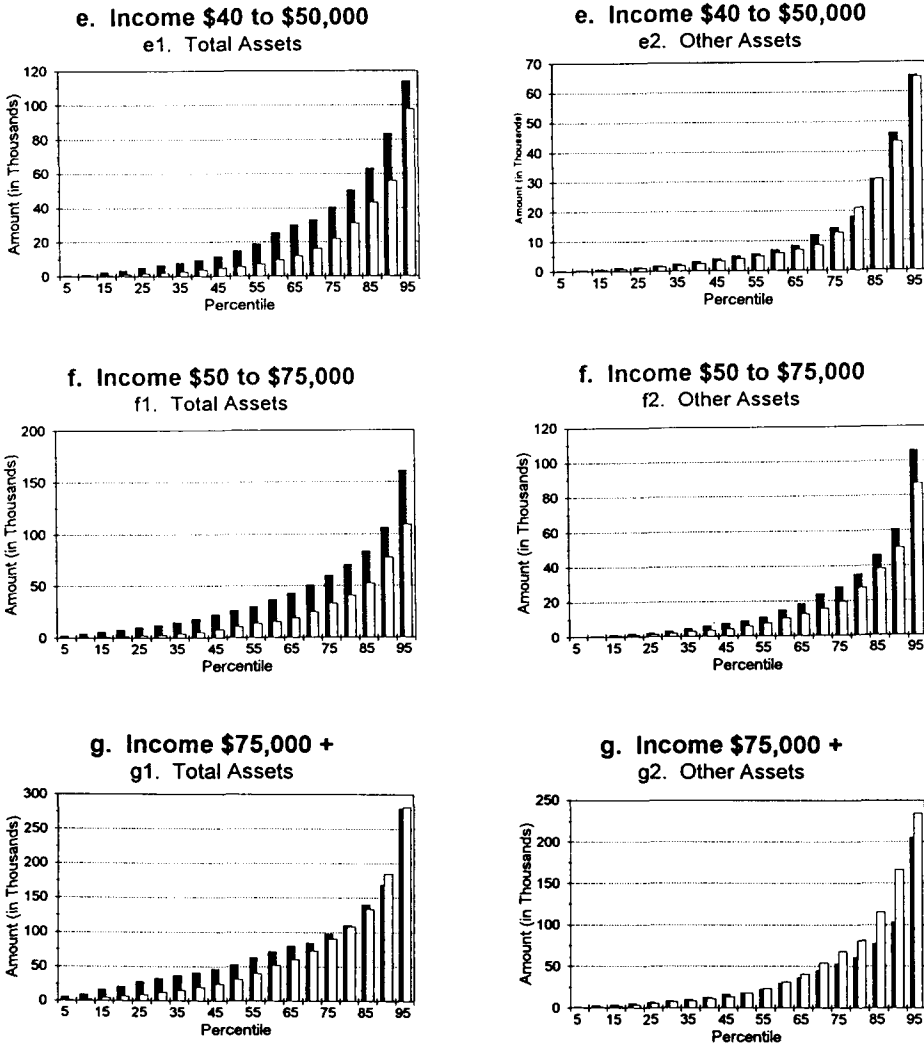 e. Income $40 to $50,000
e1. Total Assets
Amount (in Thousands)
120
100
80
60
40
20
0
5 15 25 35 45 55 65 75 85 95
Percentile
e. Income $40 to $50,000
e2. Other Assets
Amount (in Thousands)
70
60
50
40
30
20
10
0
5 15 25 35 45 55 65 75 85 95
Percentile
f. Income $50 to $75,000
f1. Total Assets
Amount (in Thousands)
200
150
100
50
0
5 15 25 35 45 55 65 75 85 95
Percentile
f. Income $50 to $75,000
f2. Other Assets
Amount (in Thousands)
120
100
80
60
40
20
0
5 15 25 35 45 55 65 75 85 95
Percentile
g. Income $75,000 +
g1. Total Assets
Amount (in Thousands)
300
250
200
150
100
50
0
5 15 25 35 45 55 65 75 85 95
Percentile
g. Income $75,000 +
g2. Other Assets
Amount (in Thousands)
250
200
150
100
50
0
5 15 25 35 45 55 65 75 85 95
Percentile